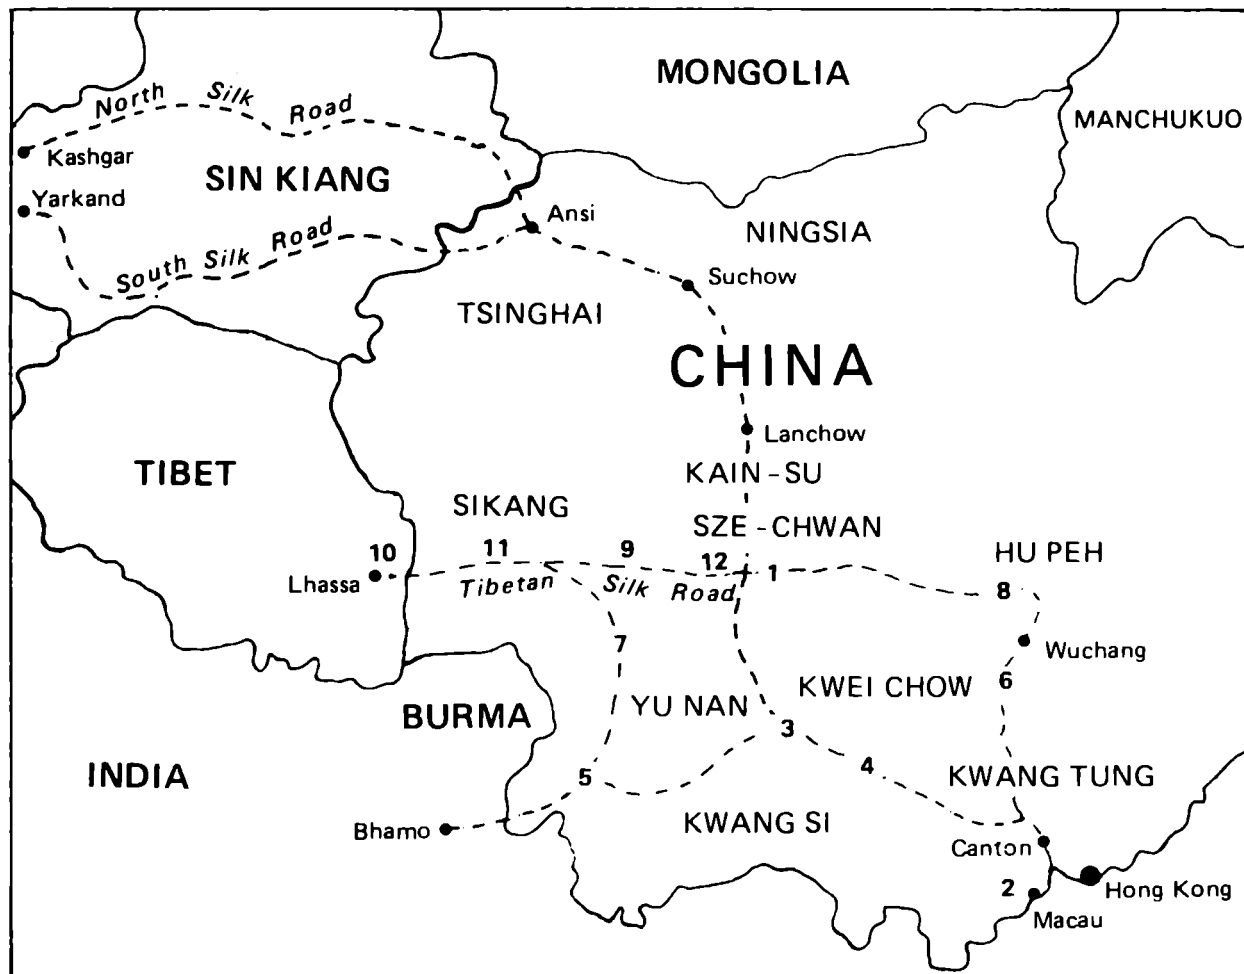 MONGOLIA
MANCHUKUO
North Silk Road
Kashgar
SIN KIANG
Yarkand
Ansi
NINGSIA
South Silk Road
Suchow
TSINGHAI
CHINA
Lanchow
TIBET
KAIN-SU
SIKANG
SZE-CHWAN
HU PEH
10
11
9
12
1
Lhassa
Tibetan Silk Road
8
7
Wuchang
6
KWEI CHOW
YU NAN
BURMA
3
INDIA
5
4
KWANG TUNG
Bhamo
KWANG SI
Canton
2
Hong Kong
Macau